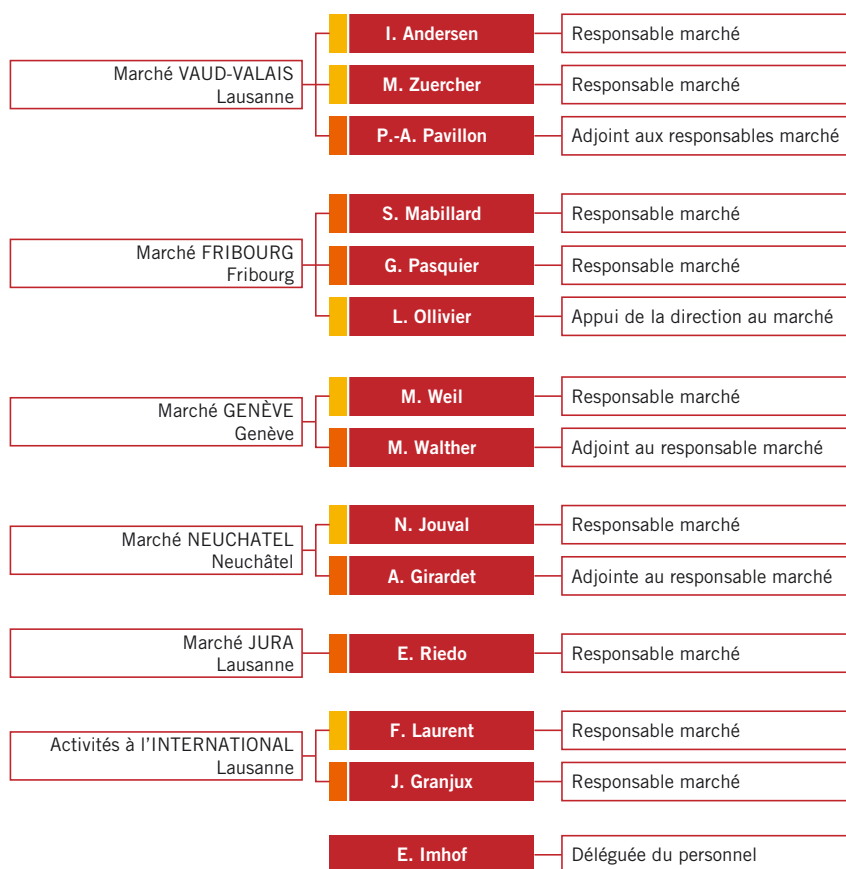 I. Andersen
Responsable marché
Marché VAUD-VALAIS
Lausanne
M. Zuercher
Responsable marché
P.-A. Pavillon
Adjoint aux responsables marché
S. Mabillard
Responsable marché
Marché FRIBOURG
Fribourg
G. Pasquier
Responsable marché
L. Ollivier
Appui de la direction au marché
M. Weil
Responsable marché
Marché GENÈVE
Genève
M. Walther
Adjoint au responsable marché
N. Jouval
Responsable marché
Marché NEUCHATEL
Neuchâtel
A. Girardet
Adjointe au responsable marché
Marché JURA
Lausanne
E. Riedo
Responsable marché
F. Laurent
Responsable marché
Activités à l’INTERNATIONAL
Lausanne
J. Granjux
Responsable marché
E. Imhof
Déléguée du personnel